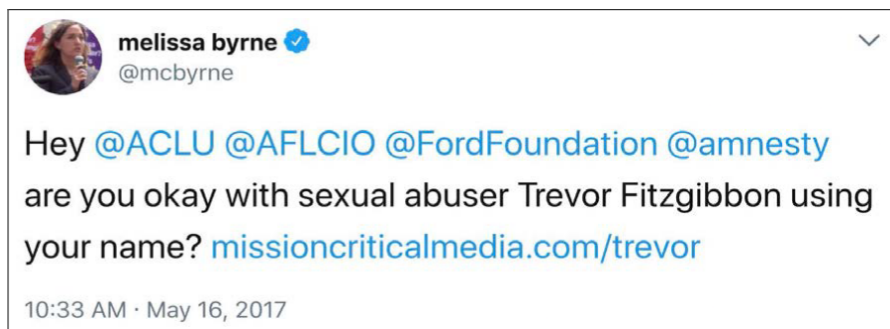 melissa byrne
@mcbyrne
Hey @ACLU @AFLCIO @FordFoundation @amnesty
are you okay with sexual abuser Trevor Fitzgibbon using
your name? missioncriticalmedia.com/trevor
10:33 AM · May 16, 2017